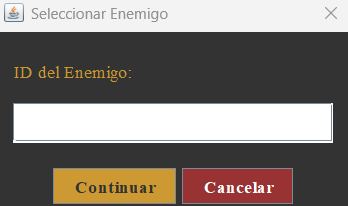 Seleccionar Enemigo
ID del Enemigo:
Continuar Cancelar